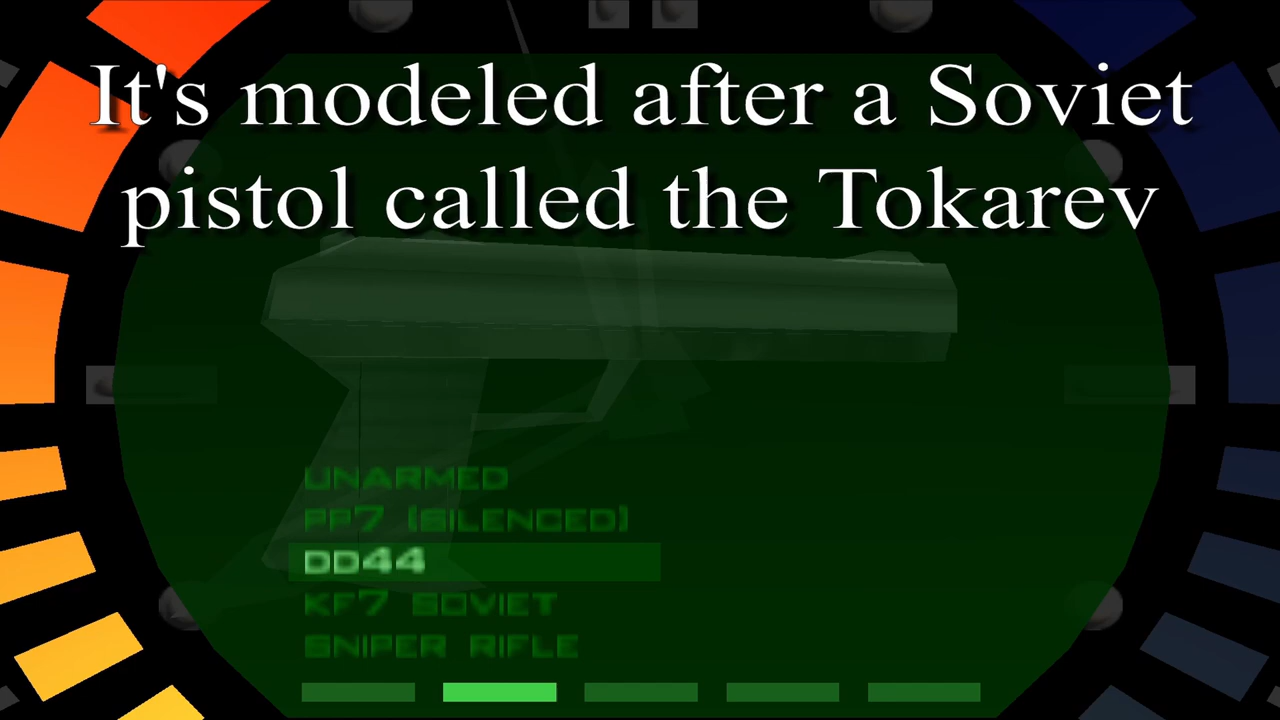 It's modeled after a Soviet
pistol called the Tokarev
UNARMED
PP7 (SILENCED)
DD44
KF7 SOVIET
SNIPER RIFLE